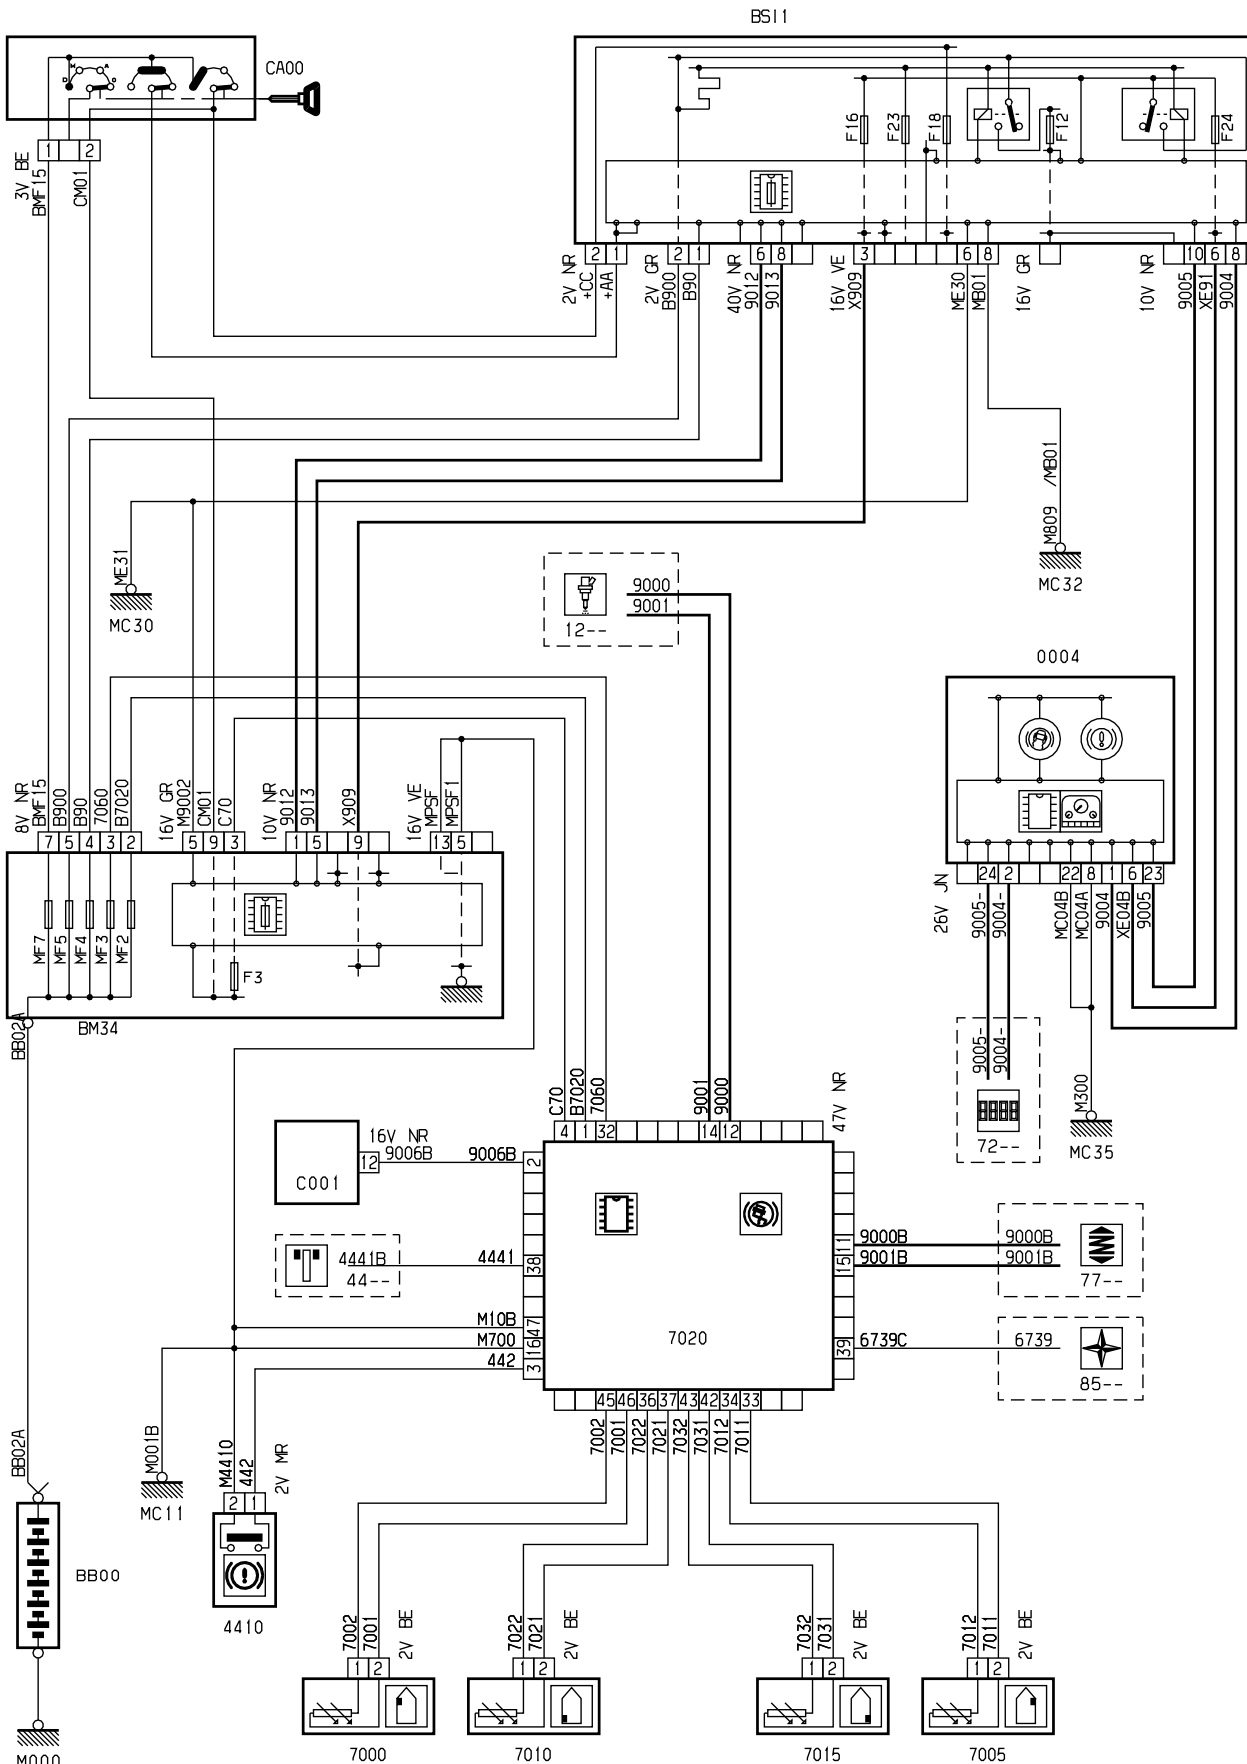 BSI1
CA00
M A
D D
1 2
3V BE
BMF15
CM01
F16
F23
F18
F12
F24
2 1 2 1 6 8 3 6 8 10 6 8
2V NR
+CC
+AA
2V GR
B900
B90
40V NR
9012
9013
16V VE
X909
ME30
MB01
16V GR
10V NR
9005
XE91
9004
M809 /MB01
MC32
ME31
MC30
9000
9001
12--
0004
8V NR
BMF15
B900
B90
7060
B7020
16V GR
M9002
CM01
C70
10V NR
9012
9013
X909
16V VE
MPSF
MPSF1
7 5 4 3 2 5 9 3 1 5 9 13 5
MF7
MF5
MF4
MF3
MF2
F3
BM34
BB02A
24 2 22 8 1 6 23
26V JN
9005-
9004-
MC04B
MC04A
9004
XE04B
9005
9005-
9004-
72--
M300
MC35
C70
B7020
7060
9001
9000
47V NR
4 1 32 14 12
C001
16V NR
12
9006B
9006B
2
4441B
44--
4441
38
M10B
47
M700
16
442
3
7020
11
9000B
9000B
15
9001B
9001B
77--
39
6739C
6739
85--
45 46 36 37 43 42 34 33
7002
7001
7022
7021
7032
7031
7012
7011
BB02A
M001B
MC11
M4410
442
2V MR
2 1
4410
BB00
M000
7002
7001
2V BE
1 2
7000
7022
7021
2V BE
1 2
7010
7032
7031
2V BE
1 2
7015
7012
7011
2V BE
1 2
7005